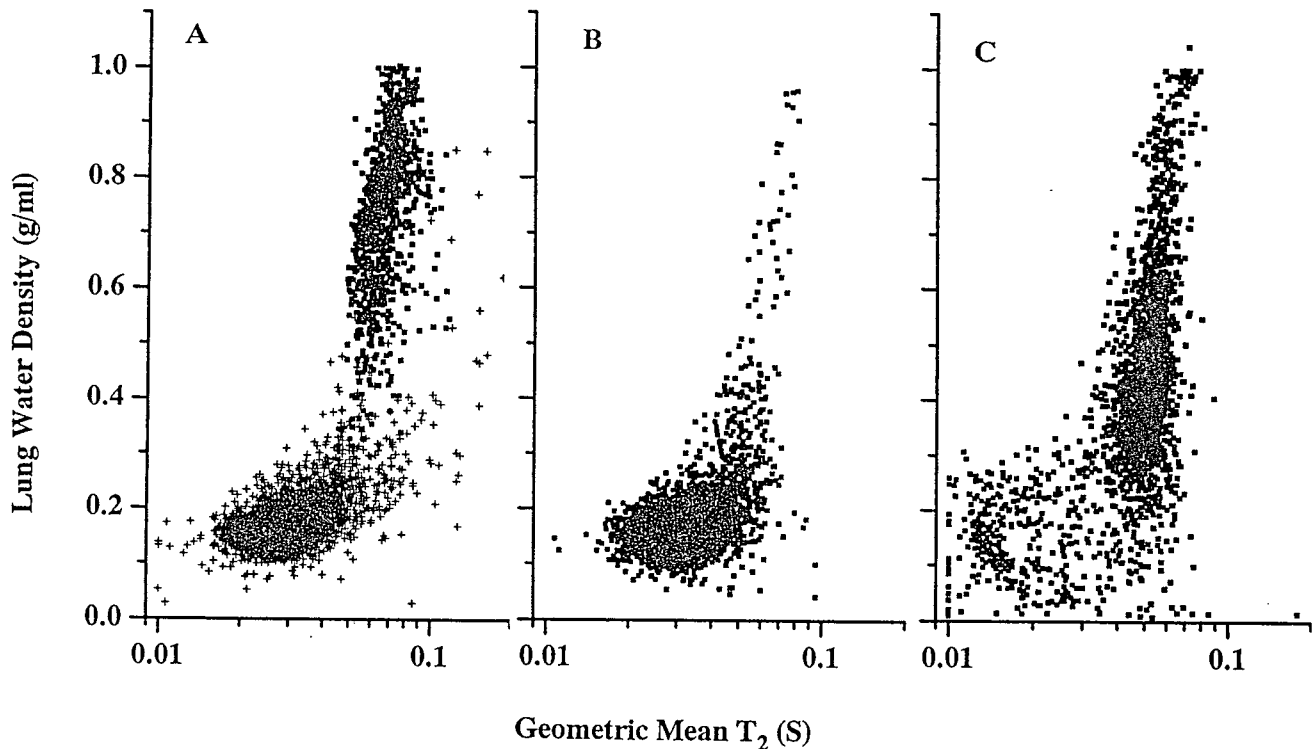 A
B
C
Lung Water Density (g/ml)
1.0
0.8
0.6
0.4
0.2
0.0
0.01
0.1
0.01
0.1
0.01
0.1
Geometric Mean T₂ (S)